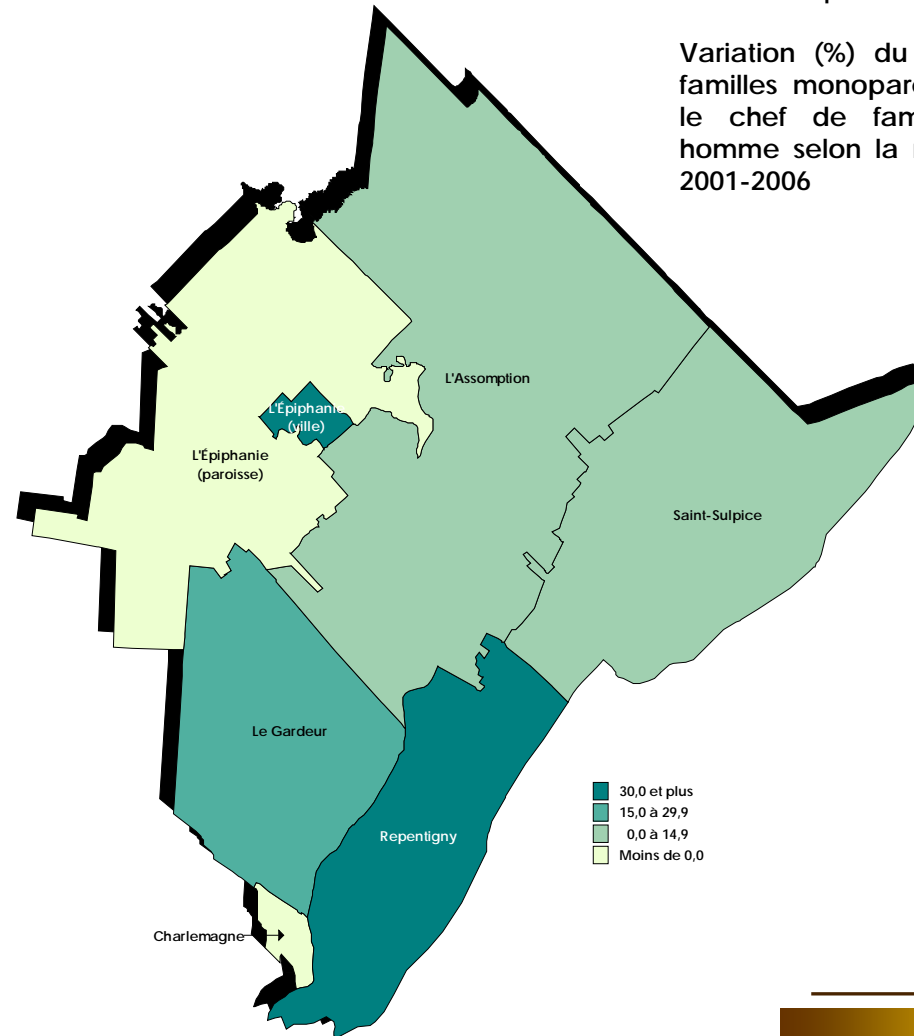 Variation (%) du
familles
le chef de
homme selon la
2001-2006
L'Assomption
L'Épiphanie
(ville)
L'Épiphanie
(paroisse)
Saint-Sulpice
Le Gardeur
30,0 et plus
15,0 à 29,9
0,0 à 14,9
Moins de 0,0
Repentigny
Charlemagne